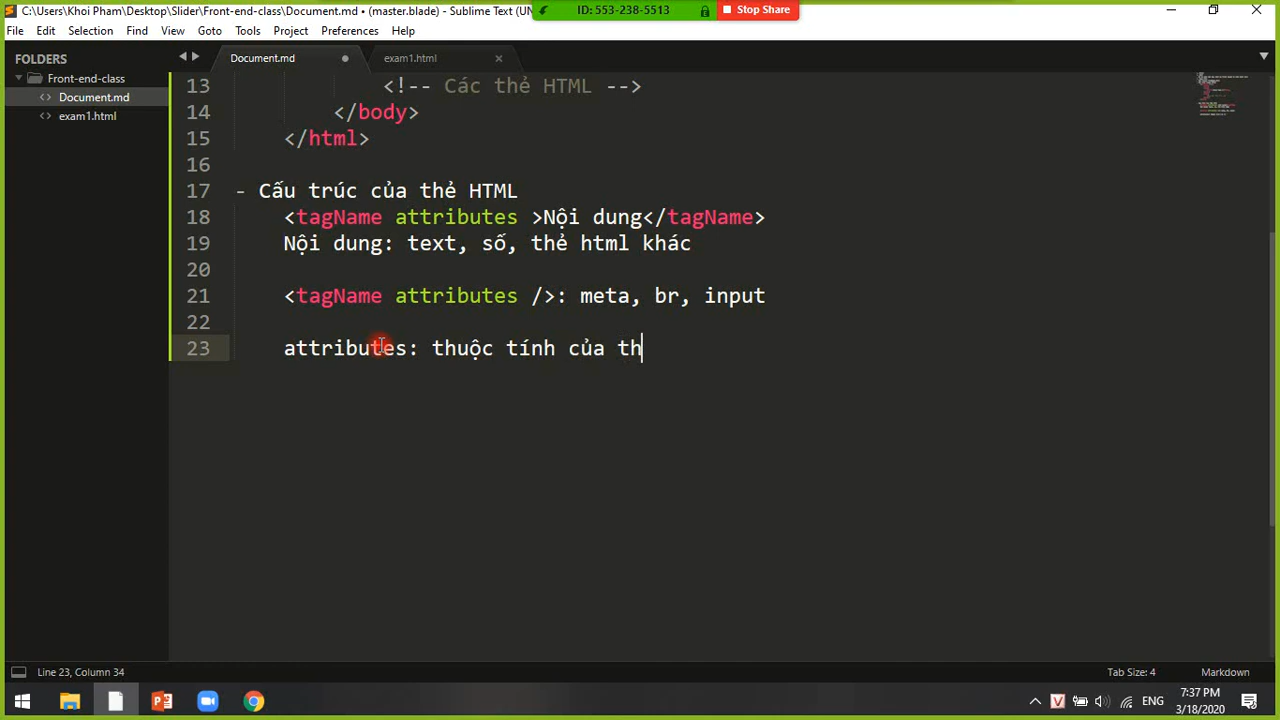 C:\Users\Khoi Pham\Desktop\Slider\Front-end-class\Document.md • (master.blade) - Sublime Text (UN
ID: 553-238-5513
Stop Share
File Edit Selection Find View Goto Tools Project Preferences Help
FOLDERS
Front-end-class
Document.md
exam1.html
Document.md
exam1.html
13 <!-- Các thẻ HTML -->
14 </body>
15 </html>
16
17 - Cấu trúc của thẻ HTML
18 <tagName attributes >Nội dung</tagName>
19 Nội dung: text, số, thẻ html khác
20
21 <tagName attributes />: meta, br, input
22
23 attributes: thuộc tính của th
Line 23, Column 34
Tab Size: 4
Markdown
ENG
7:37 PM
3/18/2020